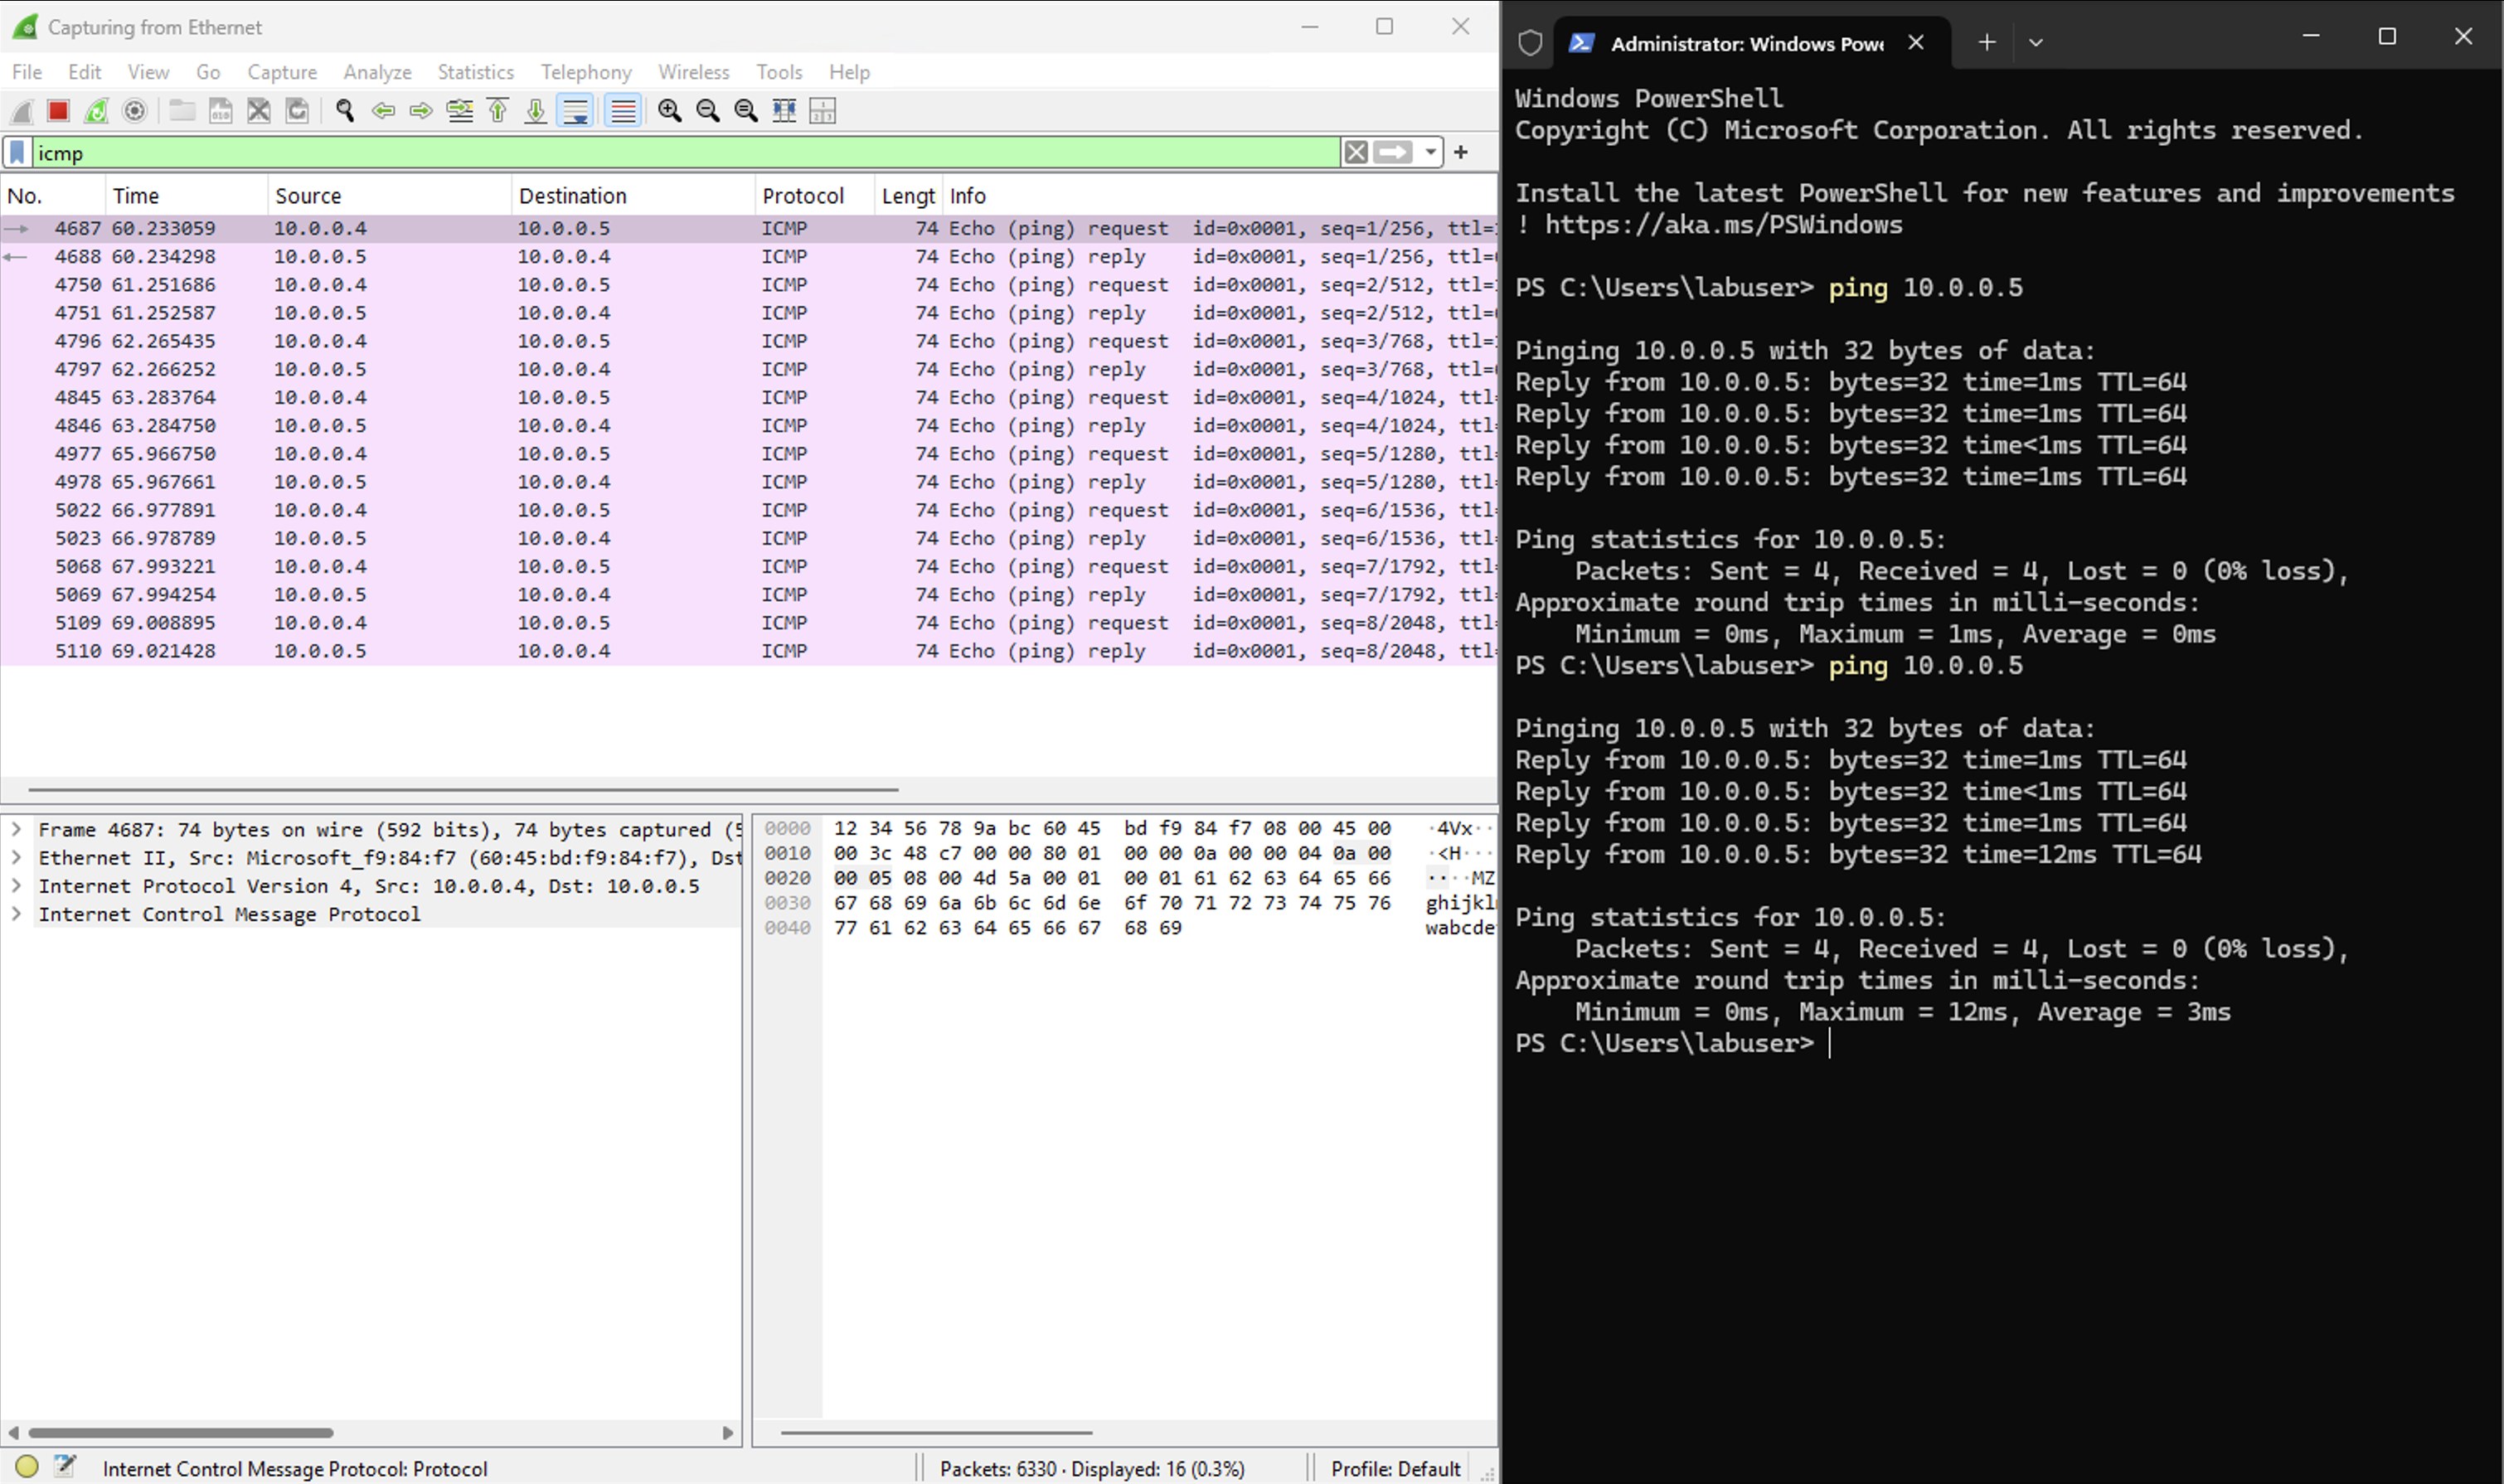 Capturing from Ethernet
File Edit View Go Capture Analyze Statistics Telephony Wireless Tools Help
icmp
No. Time Source Destination Protocol Lengt Info
4687 60.233059 10.0.0.4 10.0.0.5 ICMP 74 Echo (ping) request id=0x0001, seq=1/256, ttl=
4688 60.234298 10.0.0.5 10.0.0.4 ICMP 74 Echo (ping) reply id=0x0001, seq=1/256, ttl=
4750 61.251686 10.0.0.4 10.0.0.5 ICMP 74 Echo (ping) request id=0x0001, seq=2/512, ttl=
4751 61.252587 10.0.0.5 10.0.0.4 ICMP 74 Echo (ping) reply id=0x0001, seq=2/512, ttl=
4796 62.265435 10.0.0.4 10.0.0.5 ICMP 74 Echo (ping) request id=0x0001, seq=3/768, ttl=
4797 62.266252 10.0.0.5 10.0.0.4 ICMP 74 Echo (ping) reply id=0x0001, seq=3/768, ttl=
4845 63.283764 10.0.0.4 10.0.0.5 ICMP 74 Echo (ping) request id=0x0001, seq=4/1024, ttl=
4846 63.284750 10.0.0.5 10.0.0.4 ICMP 74 Echo (ping) reply id=0x0001, seq=4/1024, ttl=
4977 65.966750 10.0.0.4 10.0.0.5 ICMP 74 Echo (ping) request id=0x0001, seq=5/1280, ttl=
4978 65.967661 10.0.0.5 10.0.0.4 ICMP 74 Echo (ping) reply id=0x0001, seq=5/1280, ttl=
5022 66.977891 10.0.0.4 10.0.0.5 ICMP 74 Echo (ping) request id=0x0001, seq=6/1536, ttl=
5023 66.978789 10.0.0.5 10.0.0.4 ICMP 74 Echo (ping) reply id=0x0001, seq=6/1536, ttl=
5068 67.993221 10.0.0.4 10.0.0.5 ICMP 74 Echo (ping) request id=0x0001, seq=7/1792, ttl=
5069 67.994254 10.0.0.5 10.0.0.4 ICMP 74 Echo (ping) reply id=0x0001, seq=7/1792, ttl=
5109 69.008895 10.0.0.4 10.0.0.5 ICMP 74 Echo (ping) request id=0x0001, seq=8/2048, ttl=
5110 69.021428 10.0.0.5 10.0.0.4 ICMP 74 Echo (ping) reply id=0x0001, seq=8/2048, ttl=
Frame 4687: 74 bytes on wire (592 bits), 74 bytes captured (5
Ethernet II, Src: Microsoft_f9:84:f7 (60:45:bd:f9:84:f7), Dst
Internet Protocol Version 4, Src: 10.0.0.4, Dst: 10.0.0.5
Internet Control Message Protocol
0000 12 34 56 78 9a bc 60 45 bd f9 84 f7 08 00 45 00 ·4Vx··
0010 00 3c 48 c7 00 00 80 01 00 00 0a 00 00 04 0a 00 ·<H···
0020 00 05 08 00 4d 5a 00 01 00 01 61 62 63 64 65 66 ····MZ
0030 67 68 69 6a 6b 6c 6d 6e 6f 70 71 72 73 74 75 76 ghijkl
0040 77 61 62 63 64 65 66 67 68 69 wabcde
Internet Control Message Protocol: Protocol
Packets: 6330 · Displayed: 16 (0.3%)
Profile: Default
Administrator: Windows Powe
Windows PowerShell
Copyright (C) Microsoft Corporation. All rights reserved.
Install the latest PowerShell for new features and improvements
! https://aka.ms/PSWindows
PS C:\Users\labuser> ping 10.0.0.5
Pinging 10.0.0.5 with 32 bytes of data:
Reply from 10.0.0.5: bytes=32 time=1ms TTL=64
Reply from 10.0.0.5: bytes=32 time=1ms TTL=64
Reply from 10.0.0.5: bytes=32 time<1ms TTL=64
Reply from 10.0.0.5: bytes=32 time=1ms TTL=64
Ping statistics for 10.0.0.5:
Packets: Sent = 4, Received = 4, Lost = 0 (0% loss),
Approximate round trip times in milli-seconds:
Minimum = 0ms, Maximum = 1ms, Average = 0ms
PS C:\Users\labuser> ping 10.0.0.5
Pinging 10.0.0.5 with 32 bytes of data:
Reply from 10.0.0.5: bytes=32 time=1ms TTL=64
Reply from 10.0.0.5: bytes=32 time<1ms TTL=64
Reply from 10.0.0.5: bytes=32 time=1ms TTL=64
Reply from 10.0.0.5: bytes=32 time=12ms TTL=64
Ping statistics for 10.0.0.5:
Packets: Sent = 4, Received = 4, Lost = 0 (0% loss),
Approximate round trip times in milli-seconds:
Minimum = 0ms, Maximum = 12ms, Average = 3ms
PS C:\Users\labuser>